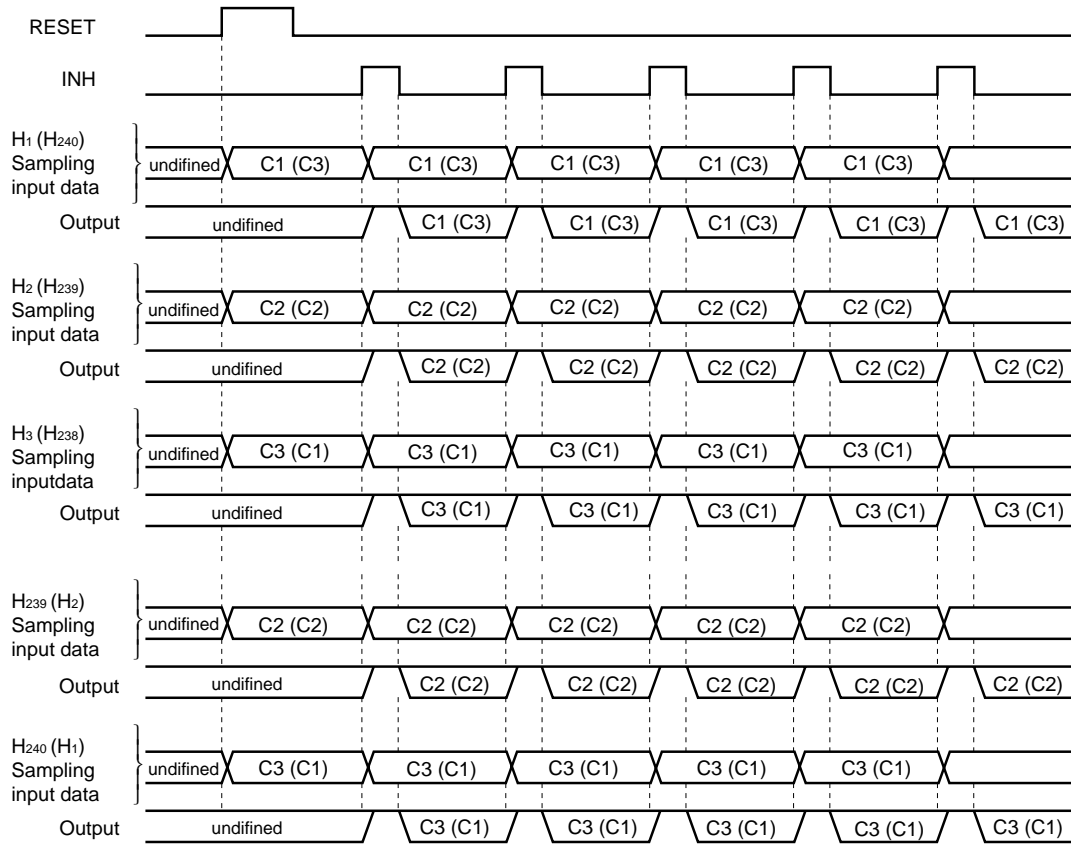 RESET
INH
H1 (H240)
Sampling
input data
undifined C1 (C3) C1 (C3) C1 (C3) C1 (C3) C1 (C3)
Output undifined C1 (C3) C1 (C3) C1 (C3) C1 (C3) C1 (C3)
H2 (H239)
Sampling
input data
undifined C2 (C2) C2 (C2) C2 (C2) C2 (C2) C2 (C2)
Output undifined C2 (C2) C2 (C2) C2 (C2) C2 (C2) C2 (C2)
H3 (H238)
Sampling
inputdata
undifined C3 (C1) C3 (C1) C3 (C1) C3 (C1) C3 (C1)
Output undifined C3 (C1) C3 (C1) C3 (C1) C3 (C1) C3 (C1)
H239 (H2)
Sampling
input data
undifined C2 (C2) C2 (C2) C2 (C2) C2 (C2) C2 (C2)
Output undifined C2 (C2) C2 (C2) C2 (C2) C2 (C2) C2 (C2)
H240 (H1)
Sampling
input data
undifined C3 (C1) C3 (C1) C3 (C1) C3 (C1) C3 (C1)
Output undifined C3 (C1) C3 (C1) C3 (C1) C3 (C1) C3 (C1)